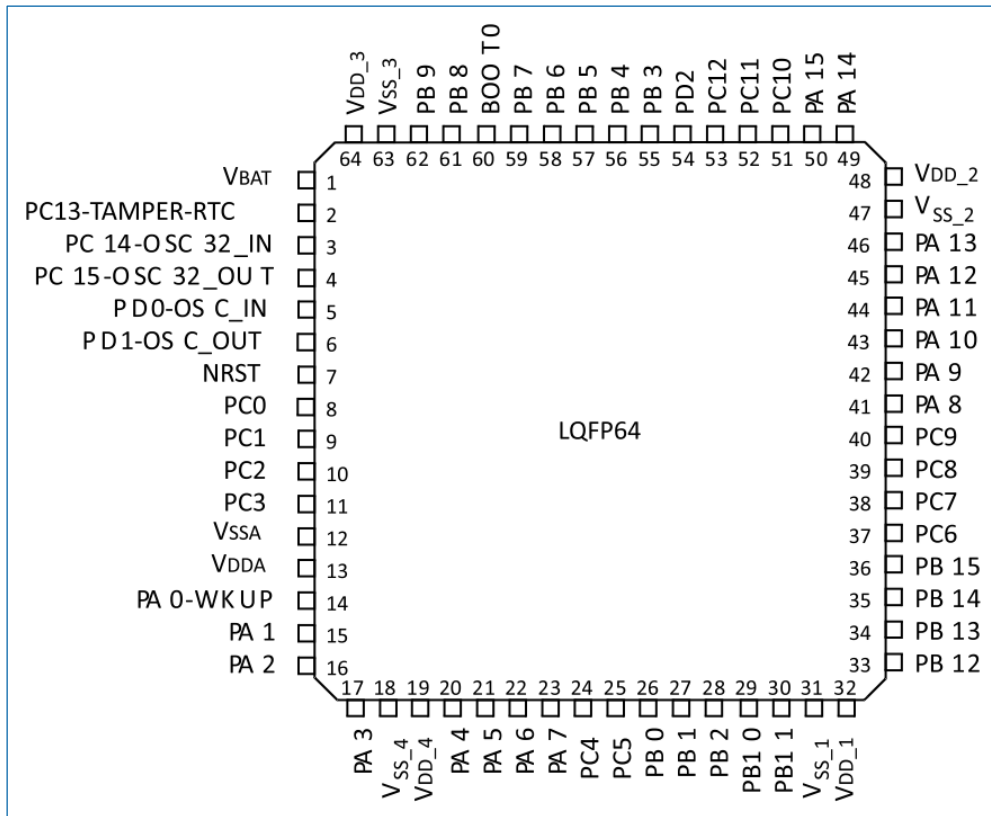 VDD_3
VSS_3
PB 9
PB 8
BOO T0
PB 7
PB 6
PB 5
PB 4
PB 3
PD2
PC12
PC11
PC10
PA 15
PA 14
64 63 62 61 60 59 58 57 56 55 54 53 52 51 50 49
VBAT 1
PC13-TAMPER-RTC 2
PC 14-O SC 32_IN 3
PC 15-O SC 32_OU T 4
P D0-OS C_IN 5
P D1-OS C_OUT 6
NRST 7
PC0 8
PC1 9
PC2 10
PC3 11
VSSA 12
VDDA 13
PA 0-WK UP 14
PA 1 15
PA 2 16
LQFP64
48 VDD_2
47 VSS_2
46 PA 13
45 PA 12
44 PA 11
43 PA 10
42 PA 9
41 PA 8
40 PC9
39 PC8
38 PC7
37 PC6
36 PB 15
35 PB 14
34 PB 13
33 PB 12
17 18 19 20 21 22 23 24 25 26 27 28 29 30 31 32
PA 3
VSS_4
VDD_4
PA 4
PA 5
PA 6
PA 7
PC4
PC5
PB 0
PB 1
PB 2
PB1 0
PB1 1
VSS_1
VDD_1